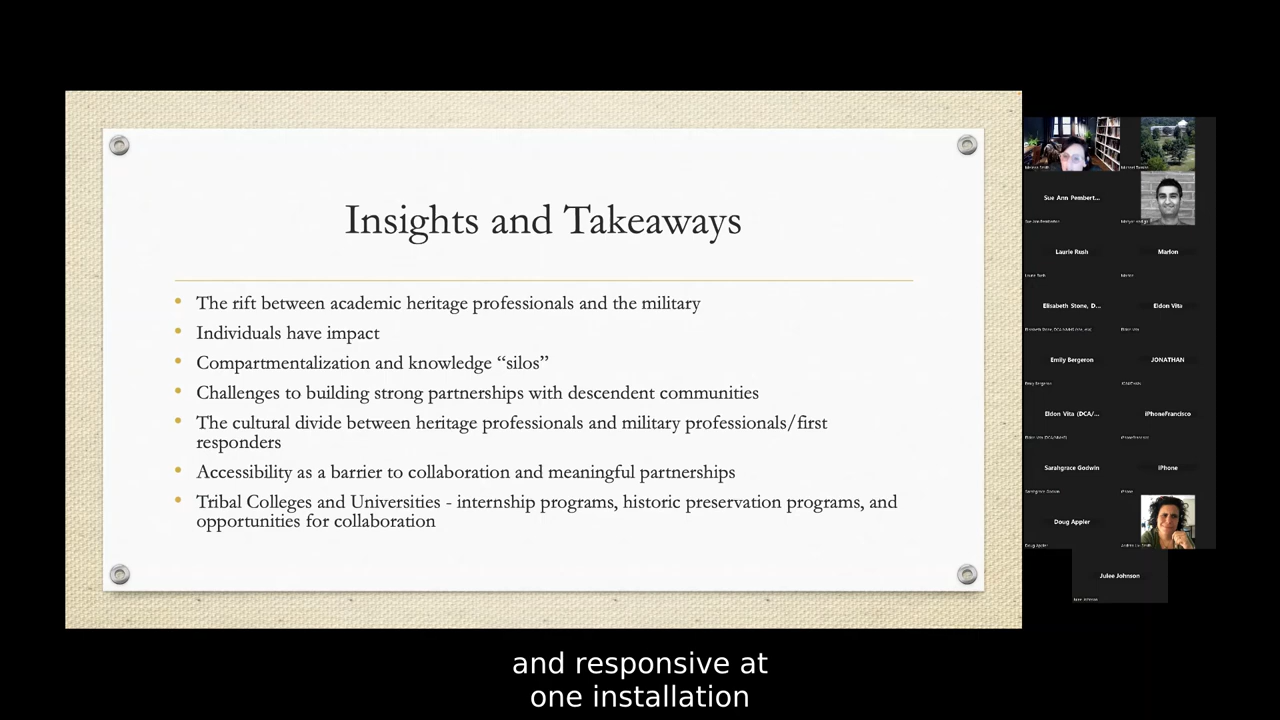 Insights and Takeaways
The rift between academic heritage professionals and the military
Individuals have impact
Compartmentalization and knowledge “silos”
Challenges to building strong partnerships with descendent communities
The cultural divide between heritage professionals and military professionals/first
responders
Accessibility as a barrier to collaboration and meaningful partnerships
Tribal Colleges and Universities - internship programs, historic preservation programs, and
opportunities for collaboration
Sue Ann Pembert...
Laurie Rush
Marlon
Elisabeth Stone, D...
Eldon Vita
Emily Bergeron
JONATHAN
Eldon Vita (DCA/...
iPhoneFrancisco
Sarahgrace Godwin
iPhone
Doug Appler
Julee Johnson
and responsive at
one installation